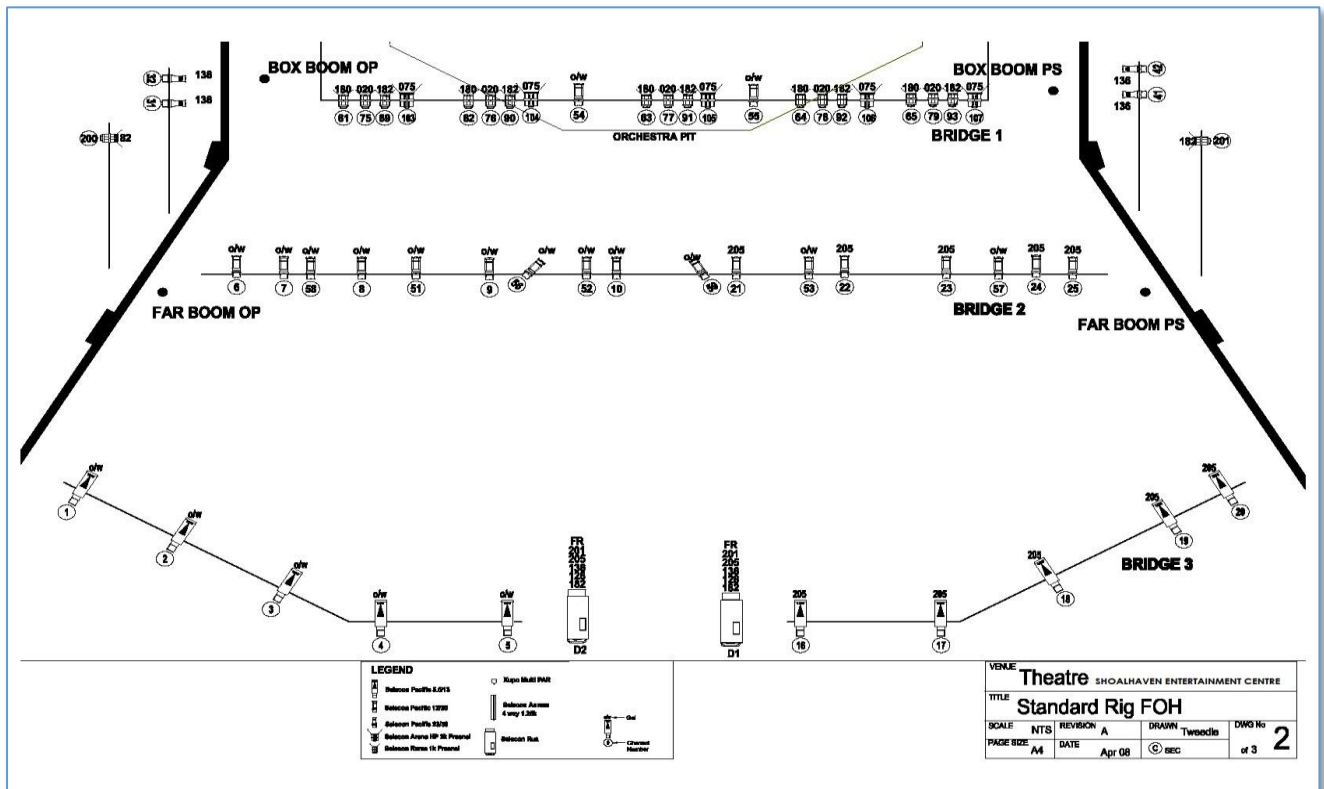 BOX BOOM OP
BOX BOOM PS
138
138
136
136
200 82
182 201
o/w
o/w
180 020 182 075
180 020 182 075
180 020 182 075
180 020 182 075
180 020 182 075
61 75 89 103
62 76 90 104
54
63 77 91 105
55
64 78 92 106
65 79 93 107
ORCHESTRA PIT
BRIDGE 1
o/w o/w o/w o/w o/w o/w o/w o/w o/w o/w 205 o/w 205 205 o/w 205 205
6 7 58 8 51 9 52 10 21 53 22 23 57 24 25
BRIDGE 2
FAR BOOM OP
FAR BOOM PS
o/w
o/w
o/w
o/w
o/w
1
2
3
4
5
FR
201
205
136
182
D2
FR
201
205
136
182
D1
205
205
205
205
205
16
17
18
19
20
BRIDGE 3
LEGEND
Selecon Pacific 5.5/13
Selecon Pacific 12/28
Selecon Pacific 23/50
Selecon Arena HP 2k Fresnel
Selecon Rama 1k Fresnel
Xupo Multi PAR
Selecon Aurora
4 way 1.25k
Selecon Rua
Gel
Channel
Number
VENUE Theatre SHOALHAVEN ENTERTAINMENT CENTRE
TITLE Standard Rig FOH
SCALE NTS REVISION A DRAWN Tweedie DWG No 2
PAGE SIZE A4 DATE Apr 08 © SEC of 3